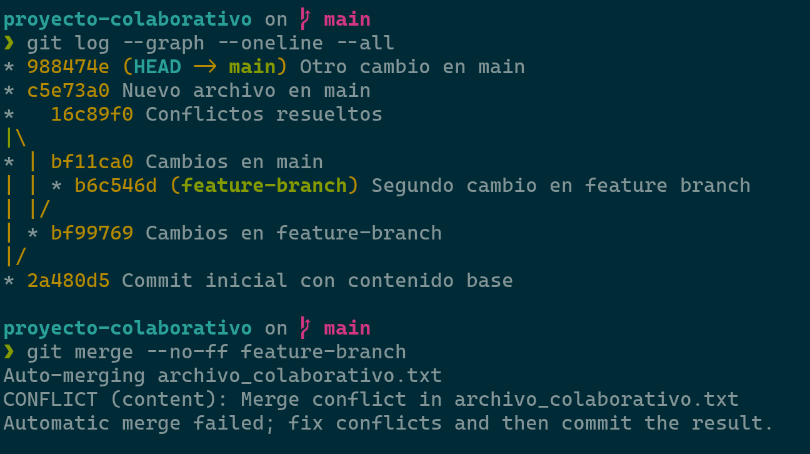 proyecto-colaborativo on main
❯ git log --graph --oneline --all
* 988474e (HEAD -> main) Otro cambio en main
* c5e73a0 Nuevo archivo en main
*   16c89f0 Conflictos resueltos
|\
* | bf11ca0 Cambios en main
| | * b6c546d (feature-branch) Segundo cambio en feature branch
| |/
| * bf99769 Cambios en feature-branch
|/
* 2a480d5 Commit inicial con contenido base
proyecto-colaborativo on main
❯ git merge --no-ff feature-branch
Auto-merging archivo_colaborativo.txt
CONFLICT (content): Merge conflict in archivo_colaborativo.txt
Automatic merge failed; fix conflicts and then commit the result.